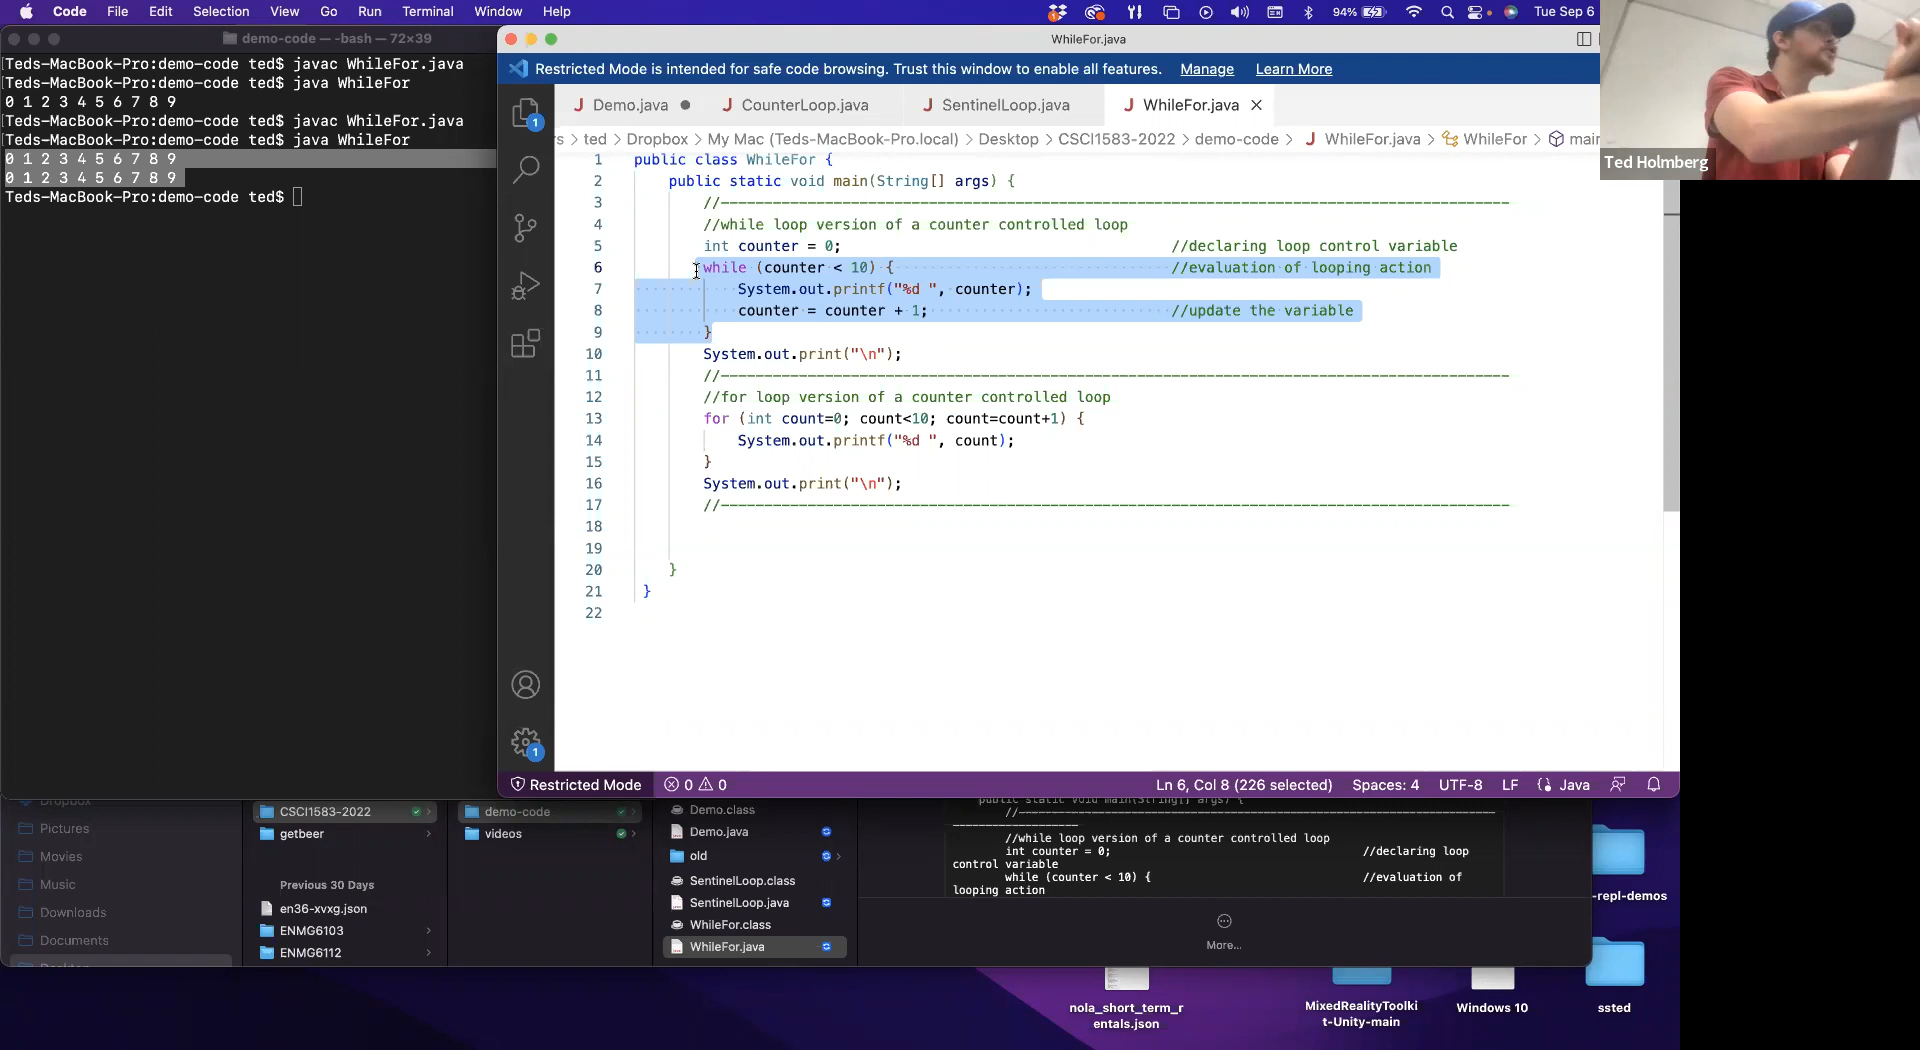 Code File Edit Selection View Go Run Terminal Window Help
94% Tue Sep 6
demo-code — -bash — 72×39
Teds-MacBook-Pro:demo-code ted$ javac WhileFor.java
Teds-MacBook-Pro:demo-code ted$ java WhileFor
0 1 2 3 4 5 6 7 8 9
Teds-MacBook-Pro:demo-code ted$ javac WhileFor.java
Teds-MacBook-Pro:demo-code ted$ java WhileFor
0 1 2 3 4 5 6 7 8 9
0 1 2 3 4 5 6 7 8 9
Teds-MacBook-Pro:demo-code ted$
WhileFor.java
Restricted Mode is intended for safe code browsing. Trust this window to enable all features. Manage Learn More
J Demo.java J CounterLoop.java J SentinelLoop.java J WhileFor.java
s > ted > Dropbox > My Mac (Teds-MacBook-Pro.local) > Desktop > CSCI1583-2022 > demo-code > J WhileFor.java > WhileFor > main
1 public class WhileFor {
2 public static void main(String[] args) {
3 //-------------------------------------------------------------------------------------------
4 //while loop version of a counter controlled loop
5 int counter = 0; //declaring loop control variable
6 while (counter < 10) { //evaluation of looping action
7 System.out.printf("%d ", counter);
8 counter = counter + 1; //update the variable
9 }
10 System.out.print("\n");
11 //-------------------------------------------------------------------------------------------
12 //for loop version of a counter controlled loop
13 for (int count=0; count<10; count=count+1) {
14 System.out.printf("%d ", count);
15 }
16 System.out.print("\n");
17 //-------------------------------------------------------------------------------------------
18
19
20 }
21 }
22
1
1
Restricted Mode 0 0 Ln 6, Col 8 (226 selected) Spaces: 4 UTF-8 LF Java
Ted Holmberg
Dropbox
Pictures
Movies
Music
Downloads
Documents
CSCI1583-2022
getbeer
Previous 30 Days
en36-xvxg.json
ENMG6103
ENMG6112
demo-code
videos
Demo.class
Demo.java
old
SentinelLoop.class
SentinelLoop.java
WhileFor.class
WhileFor.java
public static void main(String[] args) {
//-----------------------------------------------------------------------
--------------------
//while loop version of a counter controlled loop
int counter = 0; //declaring loop
control variable
while (counter < 10) { //evaluation of
looping action
More...
-repl-demos
nola_short_term_r
entals.json
MixedRealityToolki
t-Unity-main
Windows 10
ssted